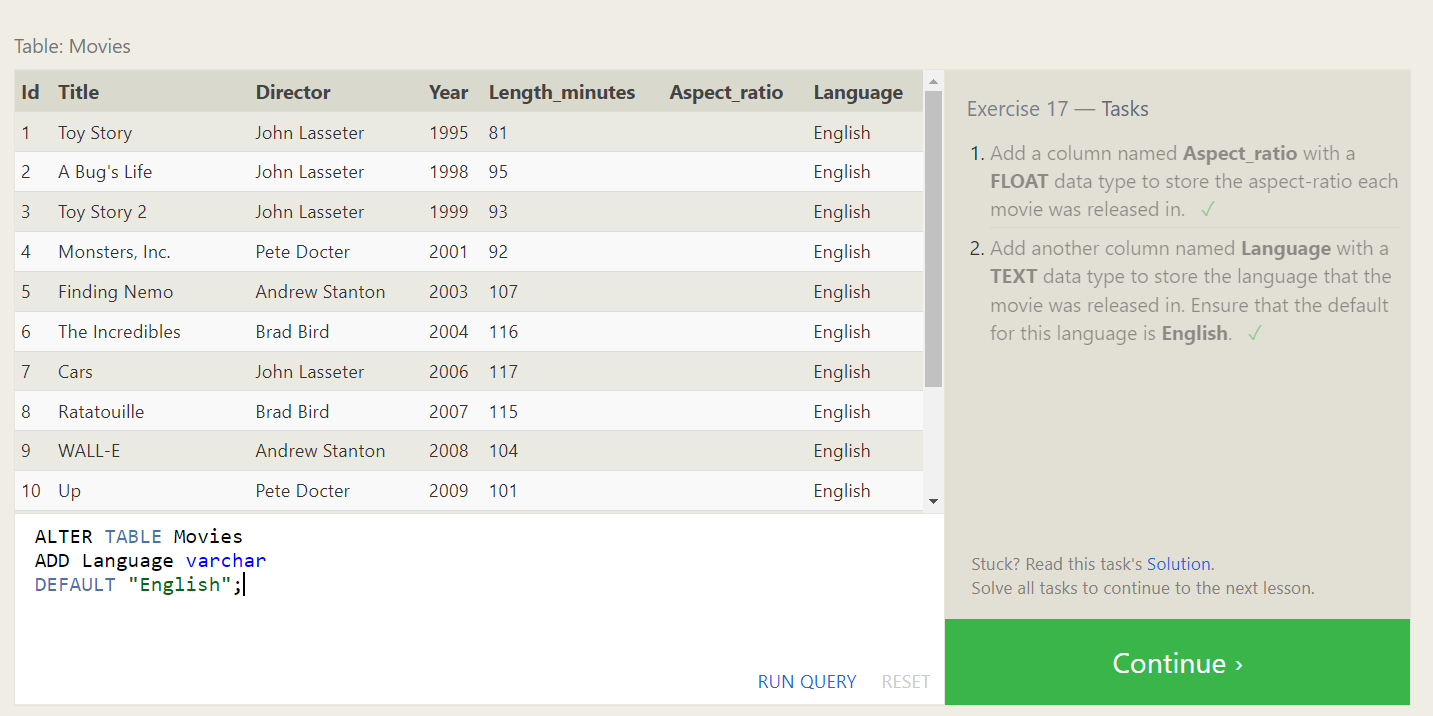 Table: Movies
Id Title Director Year Length_minutes Aspect_ratio Language
1 Toy Story John Lasseter 1995 81 English
2 A Bug's Life John Lasseter 1998 95 English
3 Toy Story 2 John Lasseter 1999 93 English
4 Monsters, Inc. Pete Docter 2001 92 English
5 Finding Nemo Andrew Stanton 2003 107 English
6 The Incredibles Brad Bird 2004 116 English
7 Cars John Lasseter 2006 117 English
8 Ratatouille Brad Bird 2007 115 English
9 WALL-E Andrew Stanton 2008 104 English
10 Up Pete Docter 2009 101 English
ALTER TABLE Movies
ADD Language varchar
DEFAULT "English";
RUN QUERY RESET
Exercise 17 — Tasks
1. Add a column named Aspect_ratio with a
FLOAT data type to store the aspect-ratio each
movie was released in. ✓
2. Add another column named Language with a
TEXT data type to store the language that the
movie was released in. Ensure that the default
for this language is English. ✓
Stuck? Read this task's Solution.
Solve all tasks to continue to the next lesson.
Continue ›